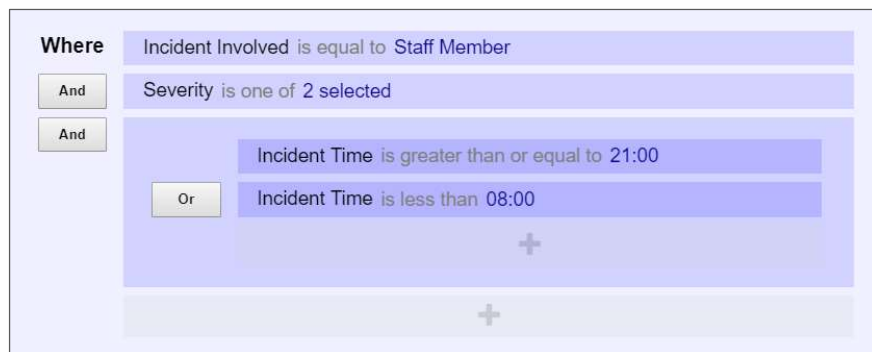 Where Incident Involved is equal to Staff Member
And Severity is one of 2 selected
And
Incident Time is greater than or equal to 21:00
Or Incident Time is less than 08:00